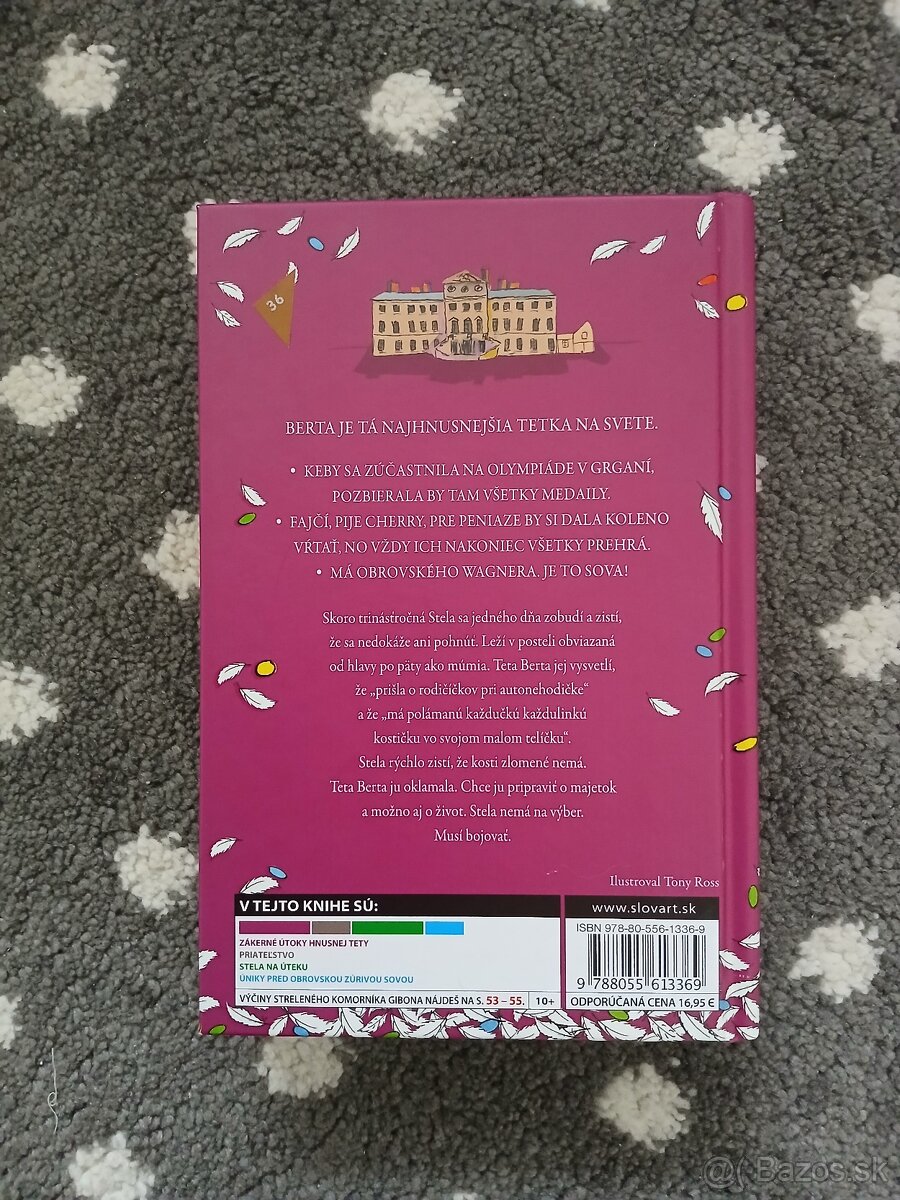 36
BERTA JE TÁ NAJHNUSNEJŠIA TETKA NA SVETE.
• KEBY SA ZÚČASTNILA NA OLYMPIÁDE V GRGANÍ,
POZBIERALA BY TAM VŠETKY MEDAILY.
• FAJČÍ, PIJE CHERRY, PRE PENIAZE BY SI DALA KOLENO
VŔTAŤ, NO VŽDY ICH NAKONIEC VŠETKY PREHRÁ.
• MÁ OBROVSKÉHO WAGNERA. JE TO SOVA!
Skoro trinásťročná Stela sa jedného dňa zobudí a zistí,
že sa nedokáže ani pohnúť. Leží v posteli obviazaná
od hlavy po päty ako múmia. Teta Berta jej vysvetlí,
že „prišla o rodičíčkov pri autonehodičke“
a že „má polámanú každučkú každulinkú
kostičku vo svojom malom telíčku“.
Stela rýchlo zistí, že kosti zlomené nemá.
Teta Berta ju oklamala. Chce ju pripraviť o majetok
a možno aj o život. Stela nemá na výber.
Musí bojovať.
Ilustroval Tony Ross
V TEJTO KNIHE SÚ:
ZÁKERNÉ ÚTOKY HNUSNEJ TETY
PRIATEĽSTVO
STELA NA ÚTEKU
ÚNIKY PRED OBROVSKOU ZÚRIVOU SOVOU
VÝČINY STRELENÉHO KOMORNÍKA GIBONA NÁJDEŠ NA S. 53 – 55. 10+
www.slovart.sk
ISBN 978-80-556-1336-9
9 788055 613369
ODPORÚČANÁ CENA 16,95 €
@( Bazos.sk